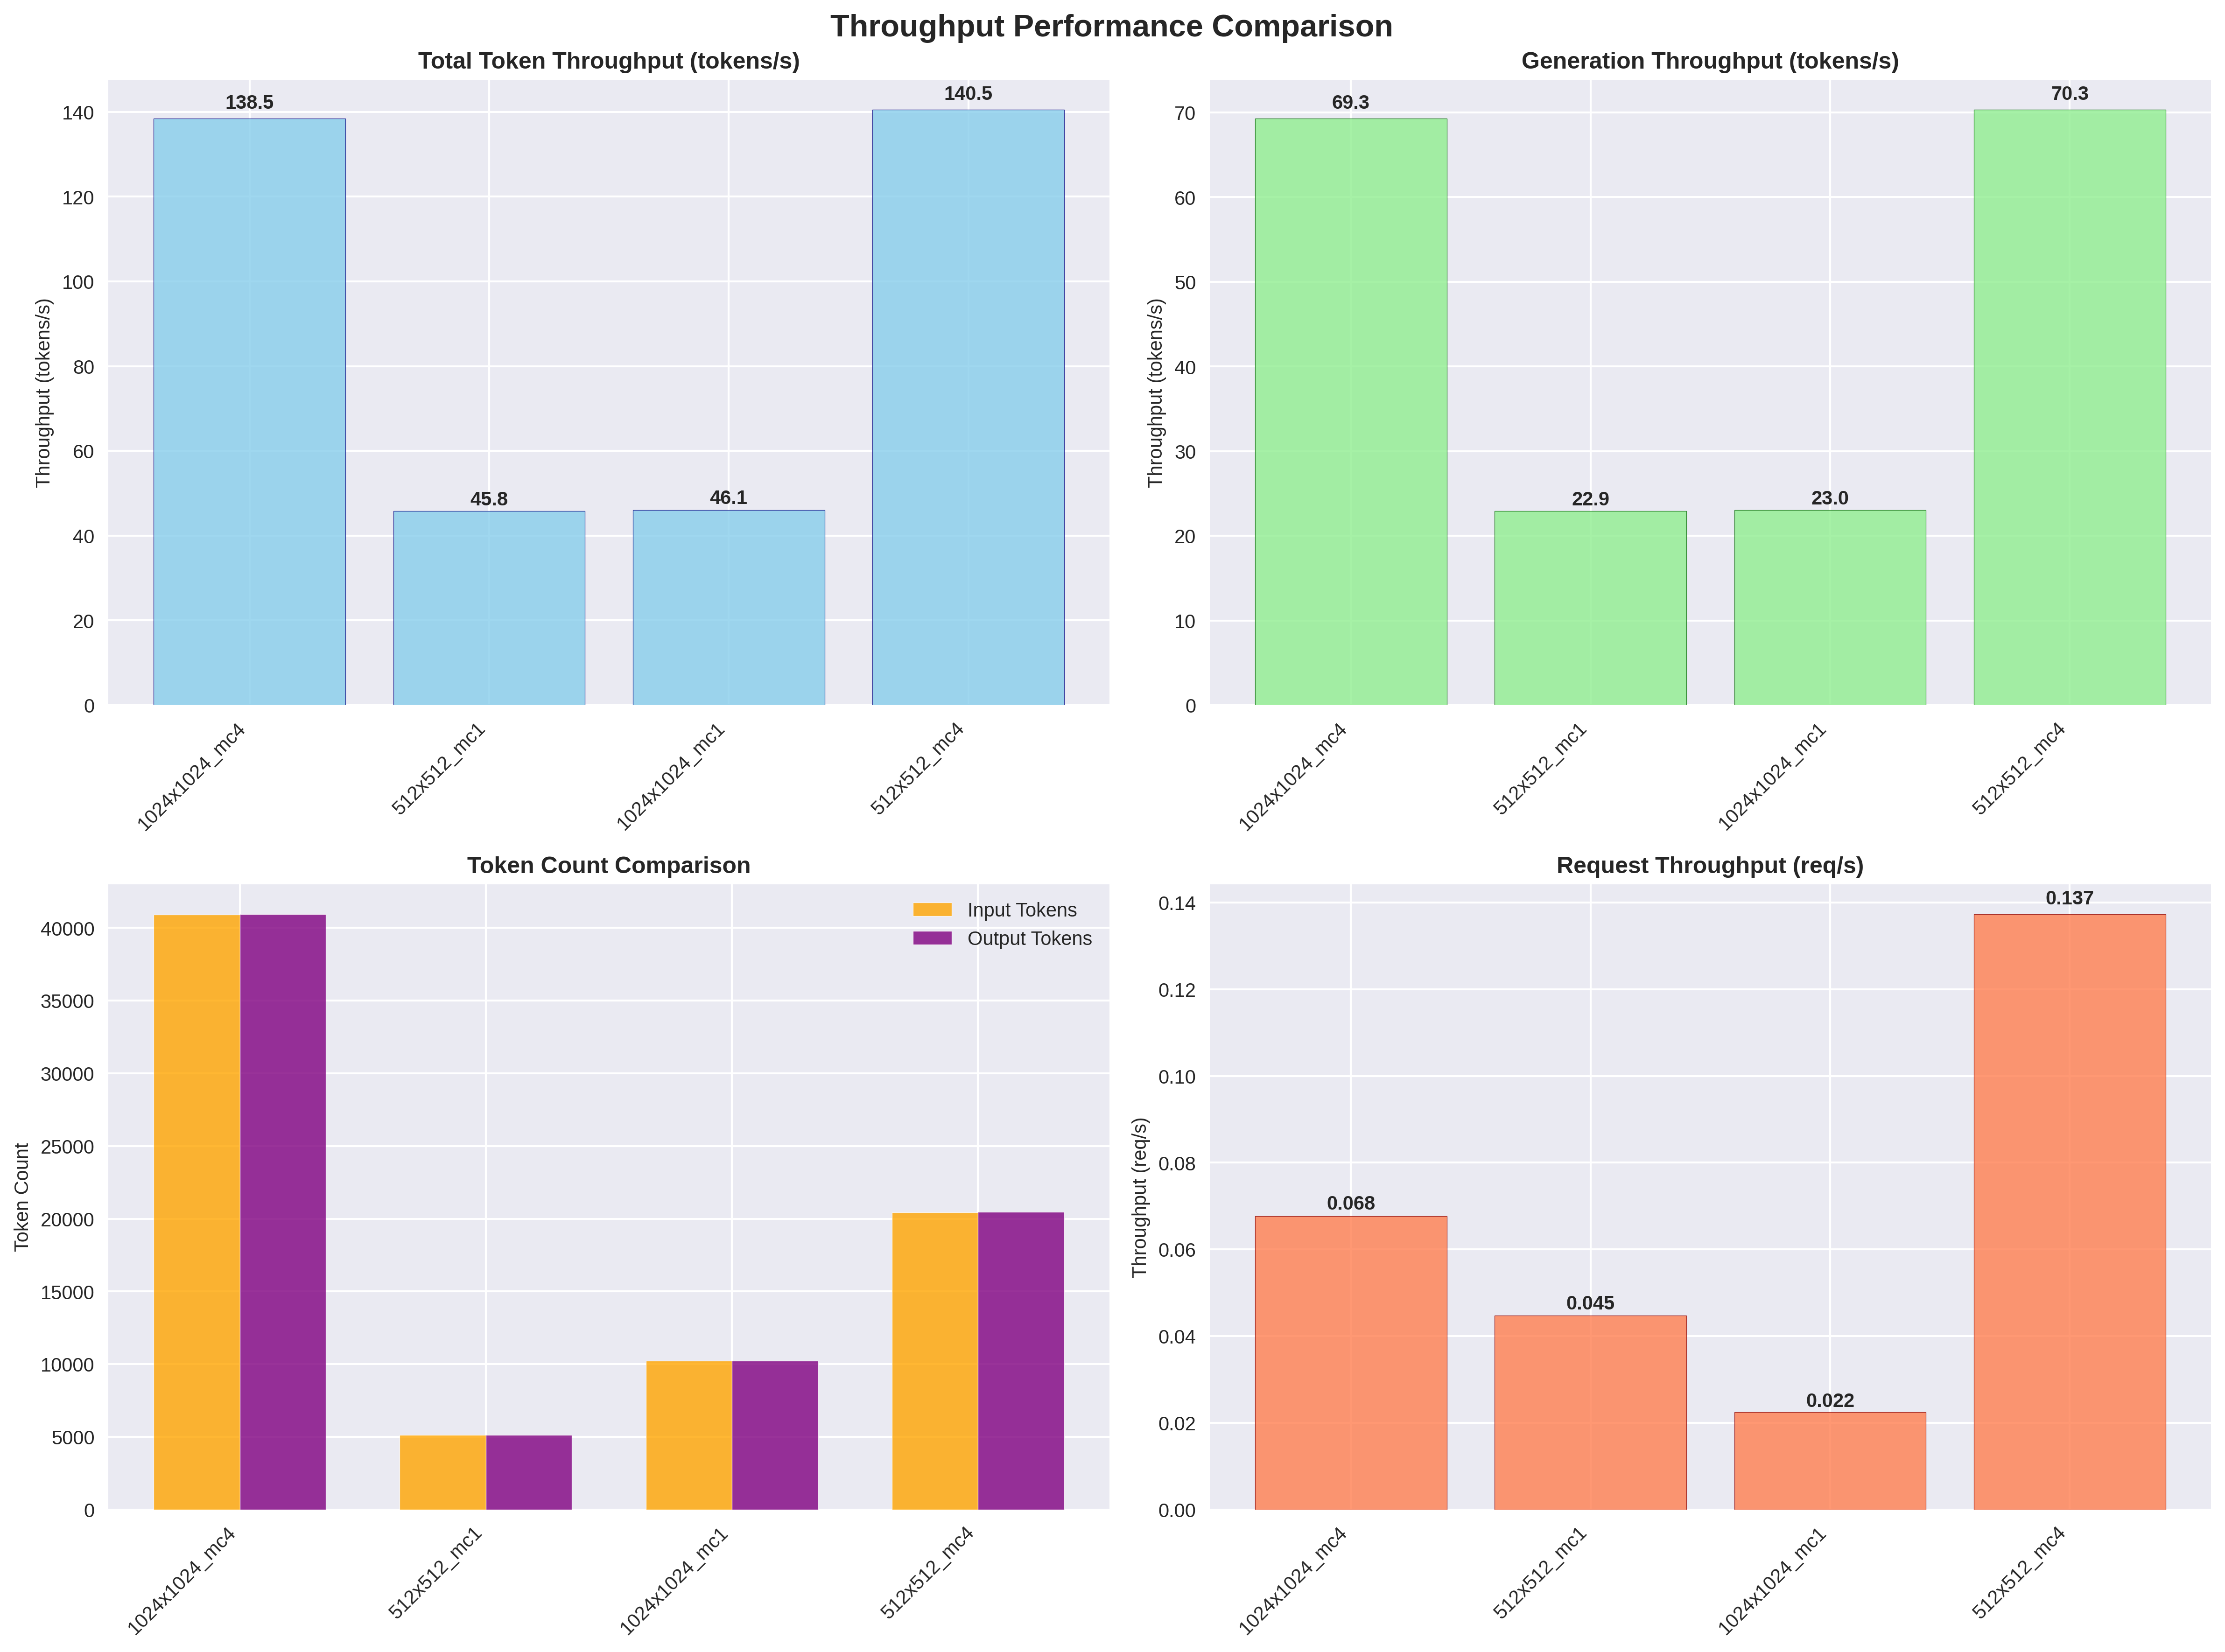 Throughput Performance Comparison
Total Token Throughput (tokens/s)
Throughput (tokens/s)
140
120
100
80
60
40
20
0
138.5
45.8
46.1
140.5
1024x1024_mc4
512x512_mc1
1024x1024_mc1
512x512_mc4
Generation Throughput (tokens/s)
Throughput (tokens/s)
70
60
50
40
30
20
10
0
69.3
22.9
23.0
70.3
1024x1024_mc4
512x512_mc1
1024x1024_mc1
512x512_mc4
Token Count Comparison
Token Count
40000
35000
30000
25000
20000
15000
10000
5000
0
Input Tokens
Output Tokens
1024x1024_mc4
512x512_mc1
1024x1024_mc1
512x512_mc4
Request Throughput (req/s)
Throughput (req/s)
0.14
0.12
0.10
0.08
0.06
0.04
0.02
0.00
0.068
0.045
0.022
0.137
1024x1024_mc4
512x512_mc1
1024x1024_mc1
512x512_mc4